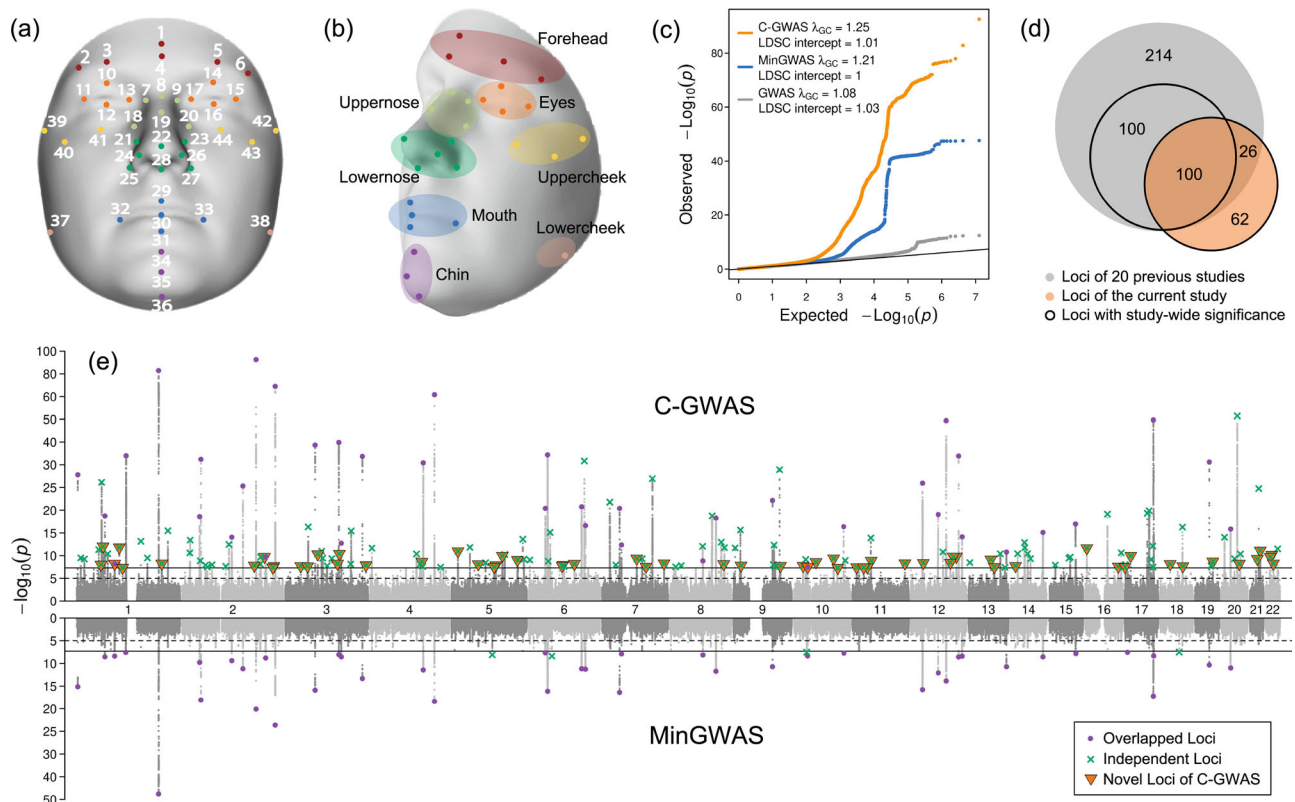 (a)
1
2
3
5
6
4
10
14
8
11
13
7
9
17
15
12
16
39
18
19
20
42
41
44
21
22
23
40
43
24
28
26
25
27
29
37
32
30
33
38
31
34
35
36
(b)
Forehead
Uppernose
Eyes
Lowernose
Uppercheek
Mouth
Lowercheek
Chin
(c)
C-GWAS λGC = 1.25
LDSC intercept = 1.01
MinGWAS λGC = 1.21
LDSC intercept = 1
GWAS λGC = 1.08
LDSC intercept = 1.03
Observed −Log10(p)
80
60
40
20
0
0 1 2 3 4 5 6 7
Expected −Log10(p)
(d)
214
100
26
100
62
Loci of 20 previous studies
Loci of the current study
Loci with study-wide significance
(e)
C-GWAS
−log10(p)
100
80
60
50
40
30
25
20
15
10
5
0
1 2 3 4 5 6 7 8 9 10 11 12 13 14 15 16 17 18 19 20 21 22
0
5
10
15
20
25
30
40
50
MinGWAS
Overlapped Loci
Independent Loci
Novel Loci of C-GWAS